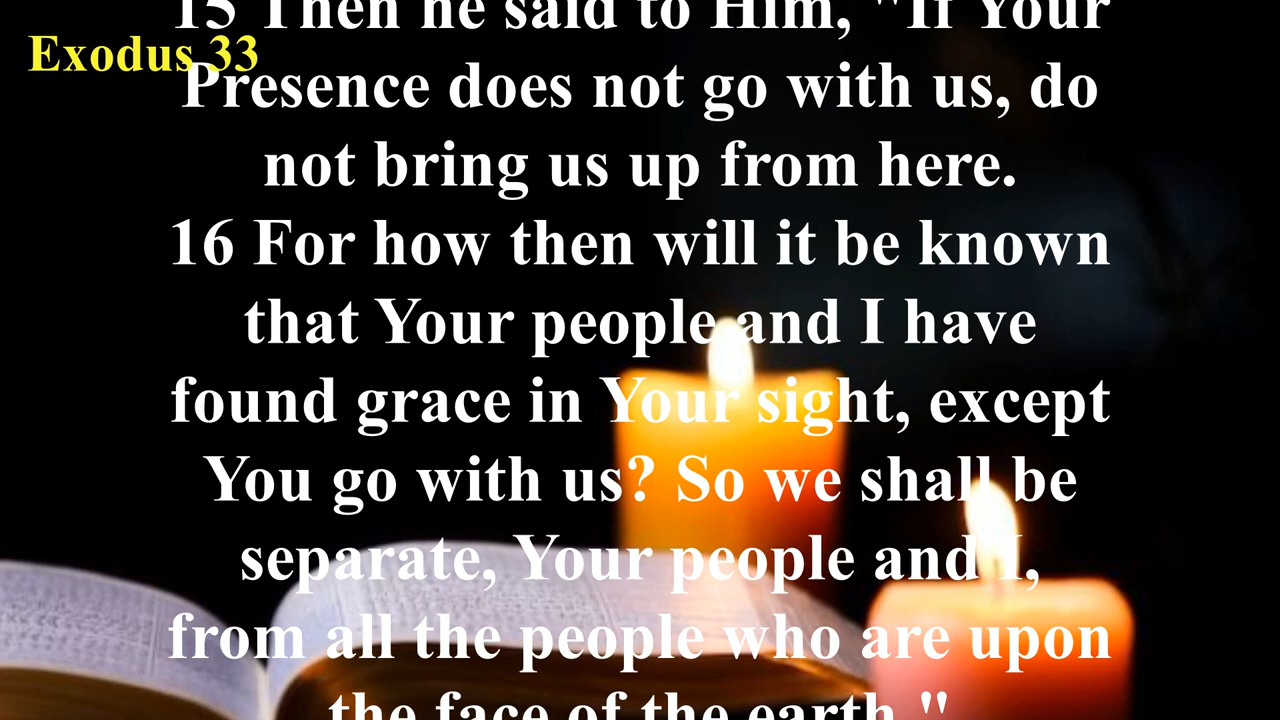 15 Then he said to Him, "If Your
Exodus 33
Presence does not go with us, do
not bring us up from here.
16 For how then will it be known
that Your people and I have
found grace in Your sight, except
You go with us? So we shall be
separate, Your people and I,
from all the people who are upon
the face of the earth."